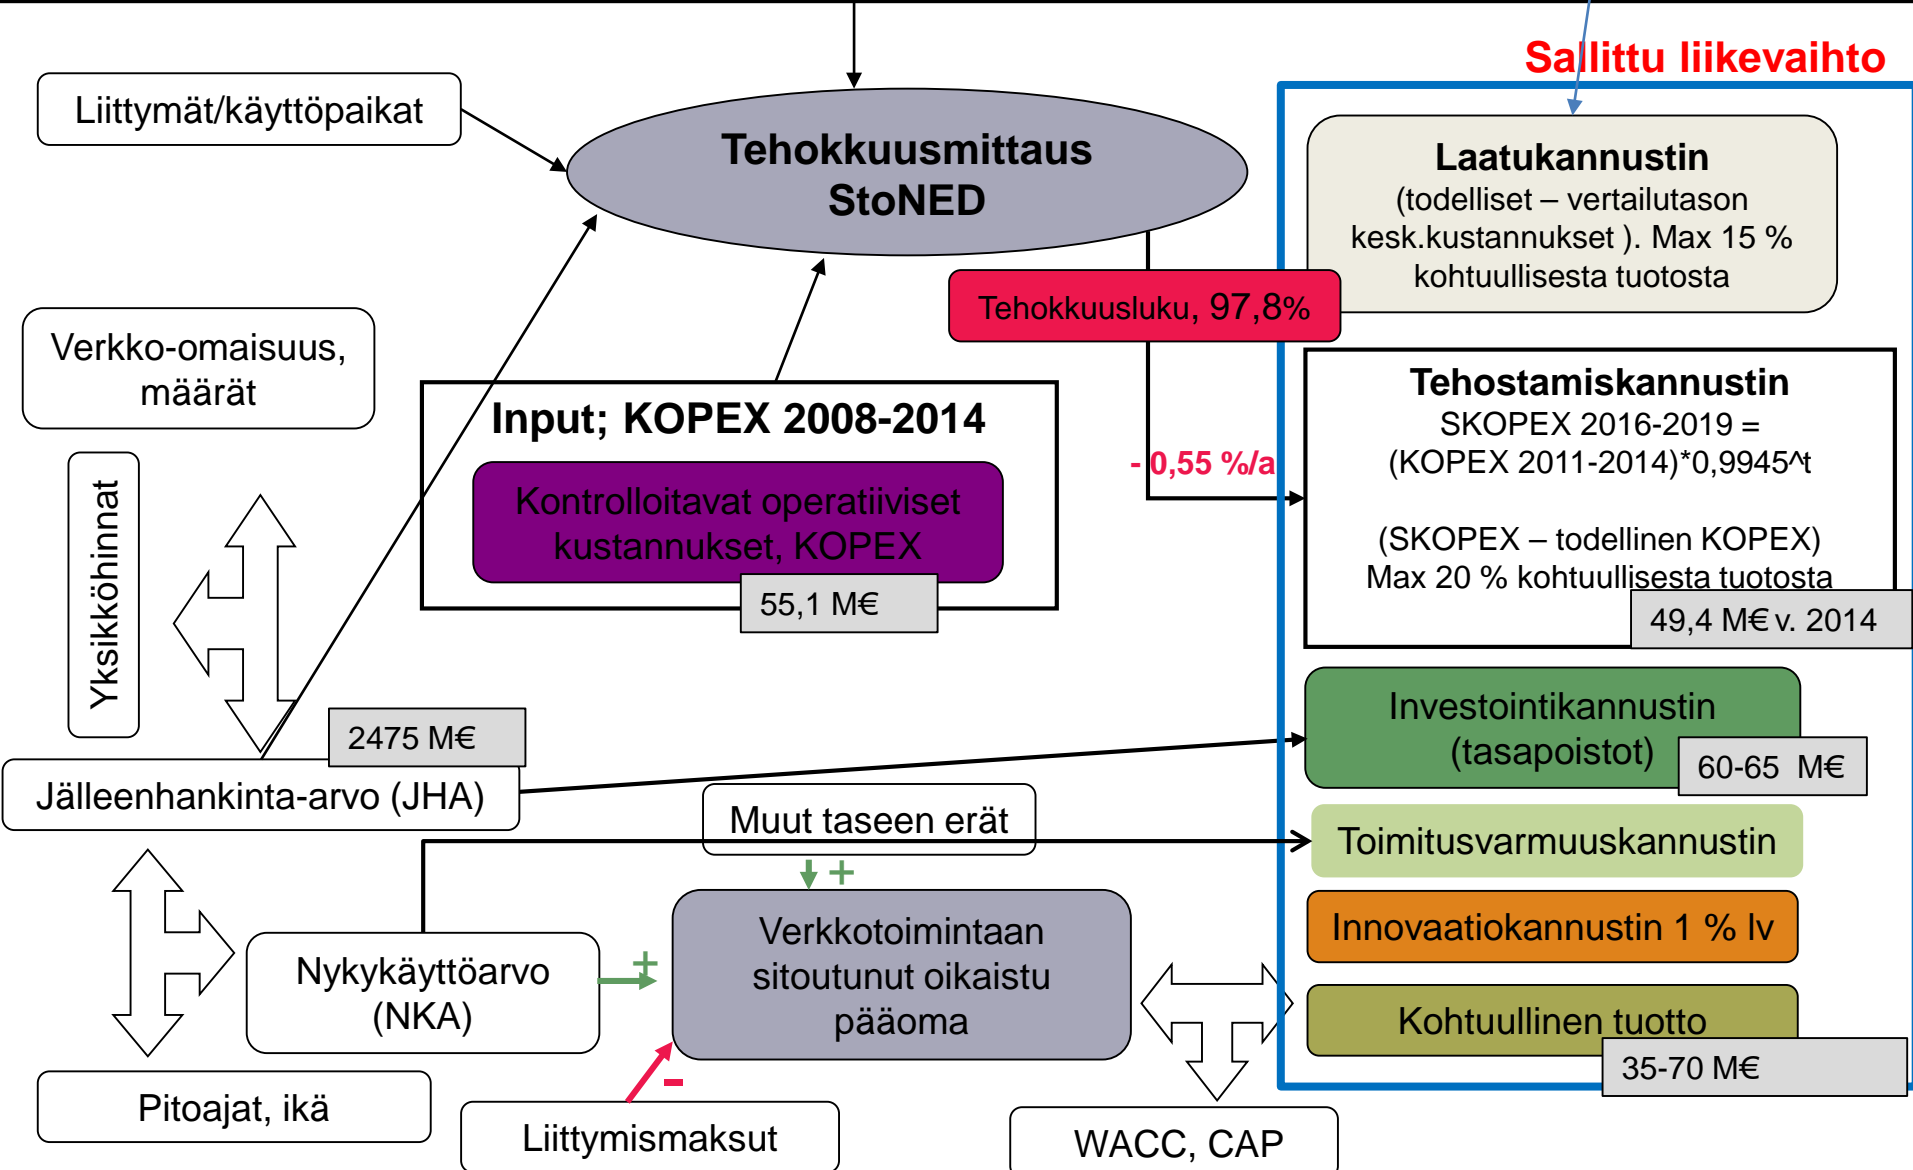 Sallittu liikevaihto
Liittymät/käyttöpaikat
Tehokkuusmittaus
StoNED
Laatukannustin
(todelliset – vertailutason
kesk.kustannukset ). Max 15 %
kohtuullisesta tuotosta
Tehokkuusluku, 97,8%
Verkko-omaisuus,
määrät
Input; KOPEX 2008-2014
Kontrolloitavat operatiiviset
kustannukset, KOPEX
55,1 M€
- 0,55 %/a
Tehostamiskannustin
SKOPEX 2016-2019 =
(KOPEX 2011-2014)*0,9945^t
(SKOPEX – todellinen KOPEX)
Max 20 % kohtuullisesta tuotosta
49,4 M€ v. 2014
Yksikköhinnat
2475 M€
Jälleenhankinta-arvo (JHA)
Investointikannustin
(tasapoistot)
60-65 M€
Muut taseen erät
+
Toimitusvarmuuskannustin
Innovaatiokannustin 1 % lv
Nykykäyttöarvo
(NKA)
+
Verkkotoimintaan
sitoutunut oikaistu
pääoma
Kohtuullinen tuotto
35-70 M€
-
Pitoajat, ikä
Liittymismaksut
WACC, CAP